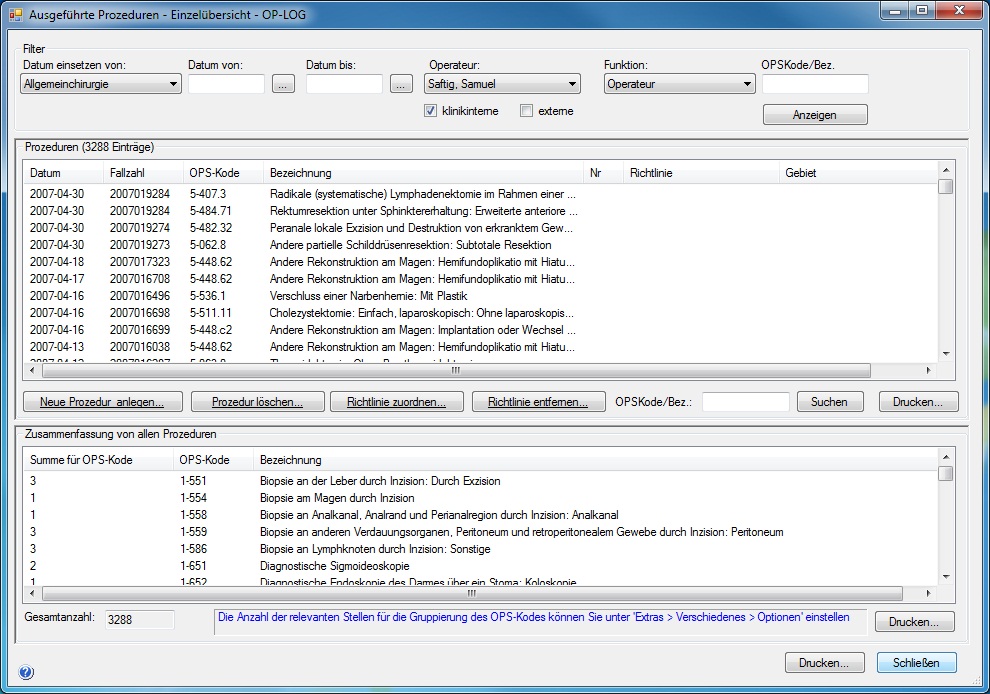 Ausgeführte Prozeduren - Einzelübersicht - OP-LOG
Filter
Datum einsetzen von: Datum von: Datum bis: Operateur: Funktion: OPSKode/Bez.
Allgemeinchirurgie ... ... Saftig, Samuel Operateur
klinikinterne externe Anzeigen
Prozeduren (3288 Einträge)
Datum Fallzahl OPS-Kode Bezeichnung Nr Richtlinie Gebiet
2007-04-30 2007019284 5-407.3 Radikale (systematische) Lymphadenektomie im Rahmen einer ...
2007-04-30 2007019284 5-484.71 Rektumresektion unter Sphinktererhaltung: Erweiterte anteriore ...
2007-04-30 2007019274 5-482.32 Peranale lokale Exzision und Destruktion von erkranktem Gew...
2007-04-30 2007019273 5-062.8 Andere partielle Schilddrüsenresektion: Subtotale Resektion
2007-04-18 2007017323 5-448.62 Andere Rekonstruktion am Magen: Hemifundoplikatio mit Hiatu...
2007-04-17 2007016708 5-448.62 Andere Rekonstruktion am Magen: Hemifundoplikatio mit Hiatu...
2007-04-16 2007016496 5-536.1 Verschluss einer Narbenhernie: Mit Plastik
2007-04-16 2007016698 5-511.11 Cholezystektomie: Einfach, laparoskopisch: Ohne laparoskopis...
2007-04-16 2007016699 5-448.c2 Andere Rekonstruktion am Magen: Implantation oder Wechsel ...
2007-04-13 2007016038 5-448.62 Andere Rekonstruktion am Magen: Hemifundoplikatio mit Hiatu...
Neue Prozedur anlegen... Prozedur löschen... Richtlinie zuordnen... Richtlinie entfernen... OPSKode/Bez.: Suchen Drucken...
Zusammenfassung von allen Prozeduren
Summe für OPS-Kode OPS-Kode Bezeichnung
3 1-551 Biopsie an der Leber durch Inzision: Durch Exzision
1 1-554 Biopsie am Magen durch Inzision
1 1-558 Biopsie an Analkanal, Analrand und Perianalregion durch Inzision: Analkanal
3 1-559 Biopsie an anderen Verdauungsorganen, Peritoneum und retroperitonealem Gewebe durch Inzision: Peritoneum
3 1-586 Biopsie an Lymphknoten durch Inzision: Sonstige
2 1-651 Diagnostische Sigmoideoskopie
1 1-652 Diagnostische Endoskopie des Darmes über ein Stoma: Koloskopie
Gesamtanzahl: 3288 Die Anzahl der relevanten Stellen für die Gruppierung des OPS-Kodes können Sie unter 'Extras > Verschiedenes > Optionen' einstellen Drucken...
Drucken... Schließen